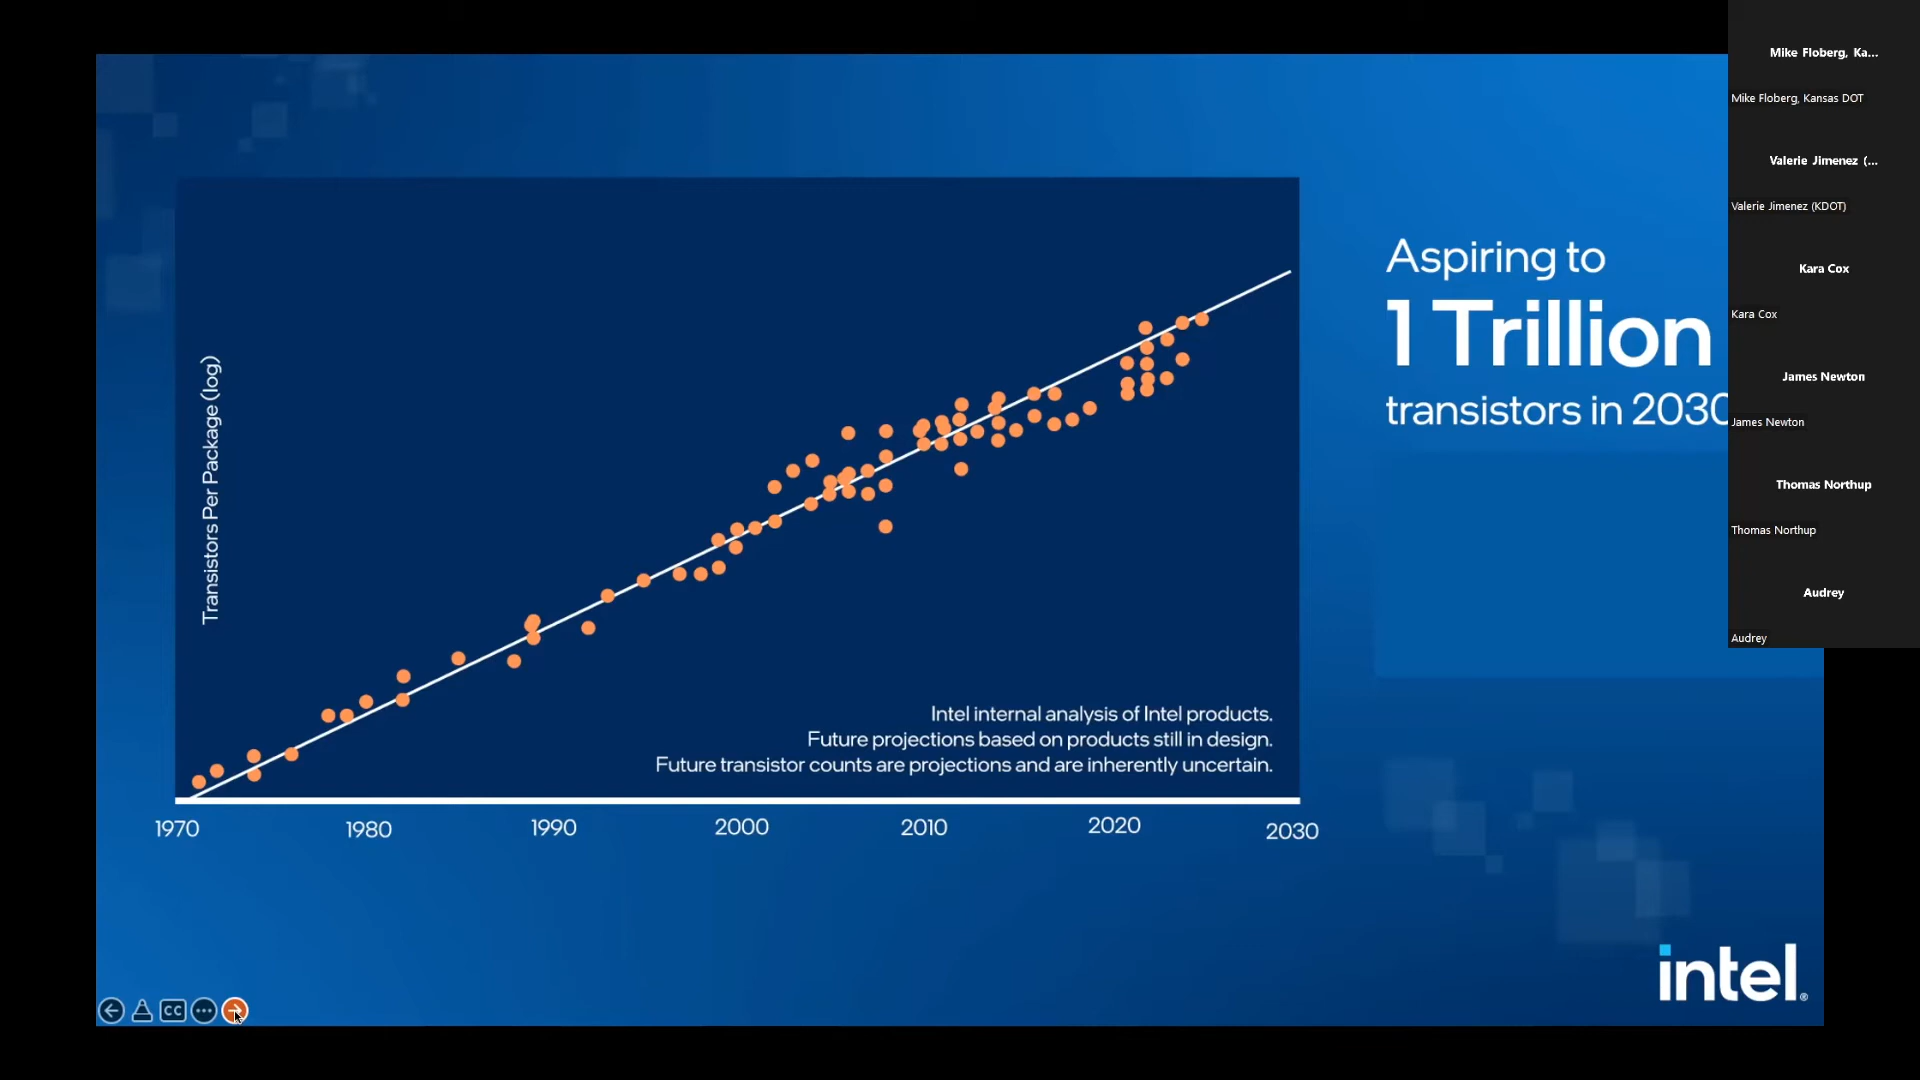 Aspiring to
1 Trillion
transistors in 2030
Transistors Per Package (log)
Intel internal analysis of Intel products.
Future projections based on products still in design.
Future transistor counts are projections and are inherently uncertain.
1970
1980
1990
2000
2010
2020
2030
intel®
CC
Mike Floberg, Ka...
Mike Floberg, Kansas DOT
Valerie Jimenez (...
Valerie Jimenez (KDOT)
Kara Cox
Kara Cox
James Newton
James Newton
Thomas Northup
Thomas Northup
Audrey
Audrey